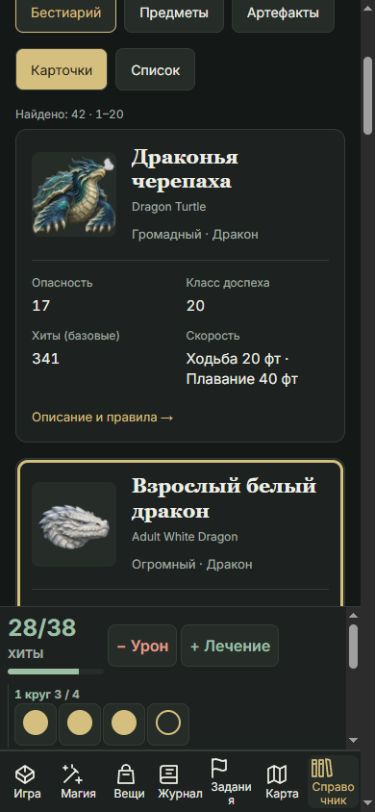 Бестиарий Предметы Артефакты
Карточки Список
Найдено: 42 · 1–20
Драконья
черепаха
Dragon Turtle
Громадный · Дракон
Опасность Класс доспеха
17 20
Хиты (базовые) Скорость
341 Ходьба 20 фт ·
Плавание 40 фт
Описание и правила →
Взрослый белый
дракон
Adult White Dragon
Огромный · Дракон
28/38
хиты
− Урон + Лечение
1 круг 3 / 4
Игра Магия Вещи Журнал Задани
я Карта Справо
чник